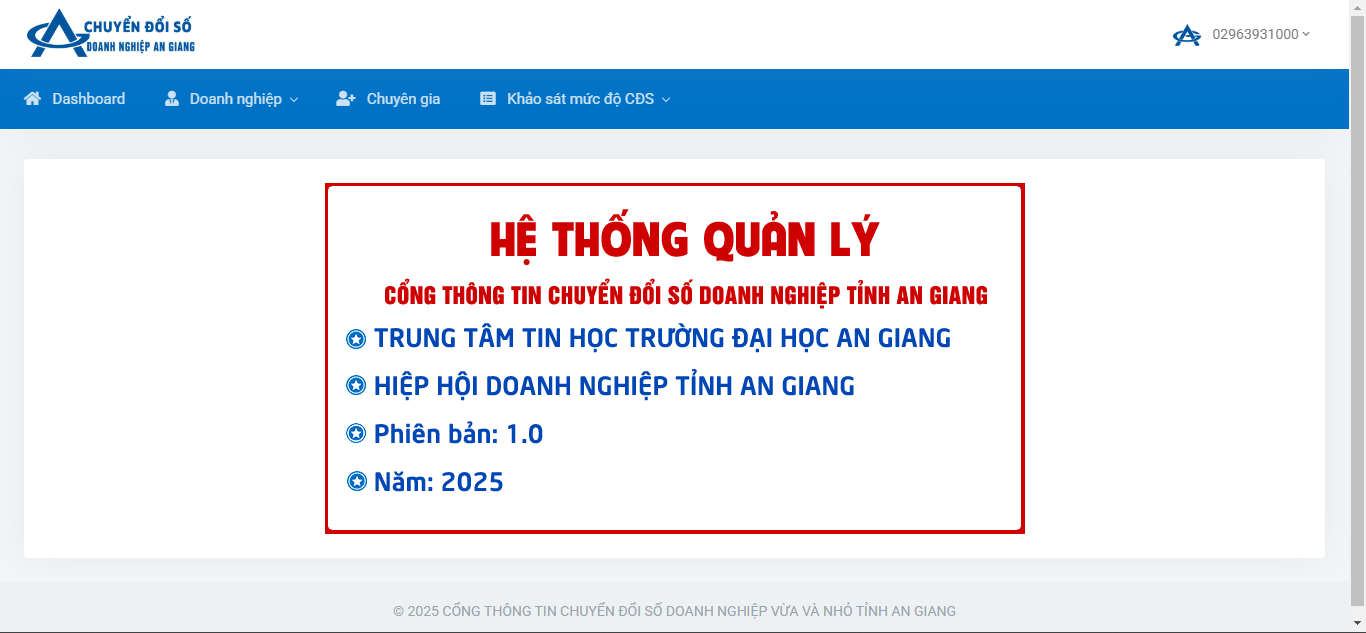 CHUYỂN ĐỔI SỐ
DOANH NGHIỆP AN GIANG
02963931000
Dashboard
Doanh nghiệp
Chuyên gia
Khảo sát mức độ CĐS
HỆ THỐNG QUẢN LÝ
CỔNG THÔNG TIN CHUYỂN ĐỔI SỐ DOANH NGHIỆP TỈNH AN GIANG
TRUNG TÂM TIN HỌC TRƯỜNG ĐẠI HỌC AN GIANG
HIỆP HỘI DOANH NGHIỆP TỈNH AN GIANG
Phiên bản: 1.0
Năm: 2025
© 2025 CỔNG THÔNG TIN CHUYỂN ĐỔI SỐ DOANH NGHIỆP VỪA VÀ NHỎ TỈNH AN GIANG